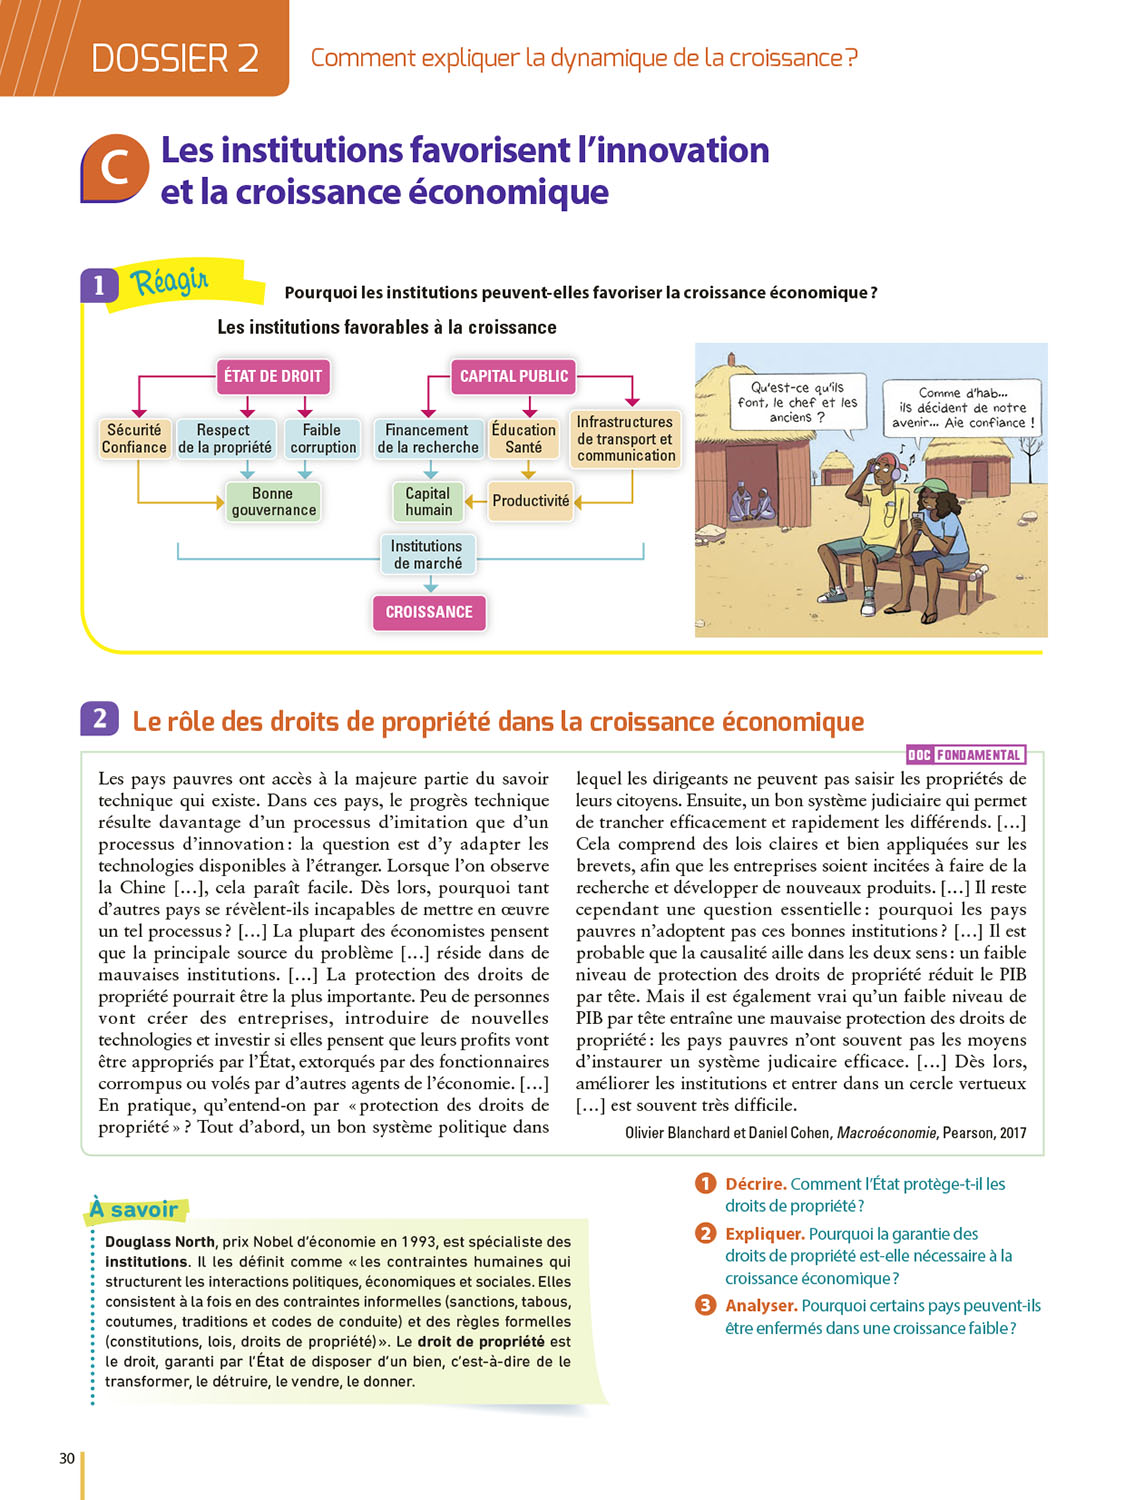 DOSSIER 2
Comment expliquer la dynamique de la croissance ?
C
Les institutions favorisent l'innovation
et la croissance économique
1
Réagir
Pourquoi les institutions peuvent-elles favoriser la croissance économique ?
Les institutions favorables à la croissance
ÉTAT DE DROIT
CAPITAL PUBLIC
Sécurité
Confiance
Respect
de la propriété
Faible
corruption
Financement
de la recherche
Éducation
Santé
Infrastructures
de transport et
communication
Bonne
gouvernance
Capital
humain
Productivité
Institutions
de marché
CROISSANCE
Qu'est-ce qu'ils
font, le chef et les
anciens ?
Comme d'hab...
ils décident de notre
avenir... Aie confiance !
2
Le rôle des droits de propriété dans la croissance économique
DOC FONDAMENTAL
Les pays pauvres ont accès à la majeure partie du savoir
technique qui existe. Dans ces pays, le progrès technique
résulte davantage d'un processus d'imitation que d'un
processus d'innovation : la question est d'y adapter les
technologies disponibles à l'étranger. Lorsque l'on observe
la Chine […], cela paraît facile. Dès lors, pourquoi tant
d'autres pays se révèlent-ils incapables de mettre en œuvre
un tel processus ? […] La plupart des économistes pensent
que la principale source du problème […] réside dans de
mauvaises institutions. […] La protection des droits de
propriété pourrait être la plus importante. Peu de personnes
vont créer des entreprises, introduire de nouvelles
technologies et investir si elles pensent que leurs profits vont
être appropriés par l'État, extorqués par des fonctionnaires
corrompus ou volés par d'autres agents de l'économie. […]
En pratique, qu'entend-on par « protection des droits de
propriété » ? Tout d'abord, un bon système politique dans
lequel les dirigeants ne peuvent pas saisir les propriétés de
leurs citoyens. Ensuite, un bon système judiciaire qui permet
de trancher efficacement et rapidement les différends. […]
Cela comprend des lois claires et bien appliquées sur les
brevets, afin que les entreprises soient incitées à faire de la
recherche et développer de nouveaux produits. […] Il reste
cependant une question essentielle : pourquoi les pays
pauvres n'adoptent pas ces bonnes institutions ? […] Il est
probable que la causalité aille dans les deux sens : un faible
niveau de protection des droits de propriété réduit le PIB
par tête. Mais il est également vrai qu'un faible niveau de
PIB par tête entraîne une mauvaise protection des droits de
propriété : les pays pauvres n'ont souvent pas les moyens
d'instaurer un système judicaire efficace. […] Dès lors,
améliorer les institutions et entrer dans un cercle vertueux
[…] est souvent très difficile.
Olivier Blanchard et Daniel Cohen, Macroéconomie, Pearson, 2017
À savoir
Douglass North, prix Nobel d'économie en 1993, est spécialiste des
institutions. Il les définit comme « les contraintes humaines qui
structurent les interactions politiques, économiques et sociales. Elles
consistent à la fois en des contraintes informelles (sanctions, tabous,
coutumes, traditions et codes de conduite) et des règles formelles
(constitutions, lois, droits de propriété) ». Le droit de propriété est
le droit, garanti par l'État de disposer d'un bien, c'est-à-dire de le
transformer, le détruire, le vendre, le donner.
1 Décrire. Comment l'État protège-t-il les
droits de propriété ?
2 Expliquer. Pourquoi la garantie des
droits de propriété est-elle nécessaire à la
croissance économique ?
3 Analyser. Pourquoi certains pays peuvent-ils
être enfermés dans une croissance faible ?
30